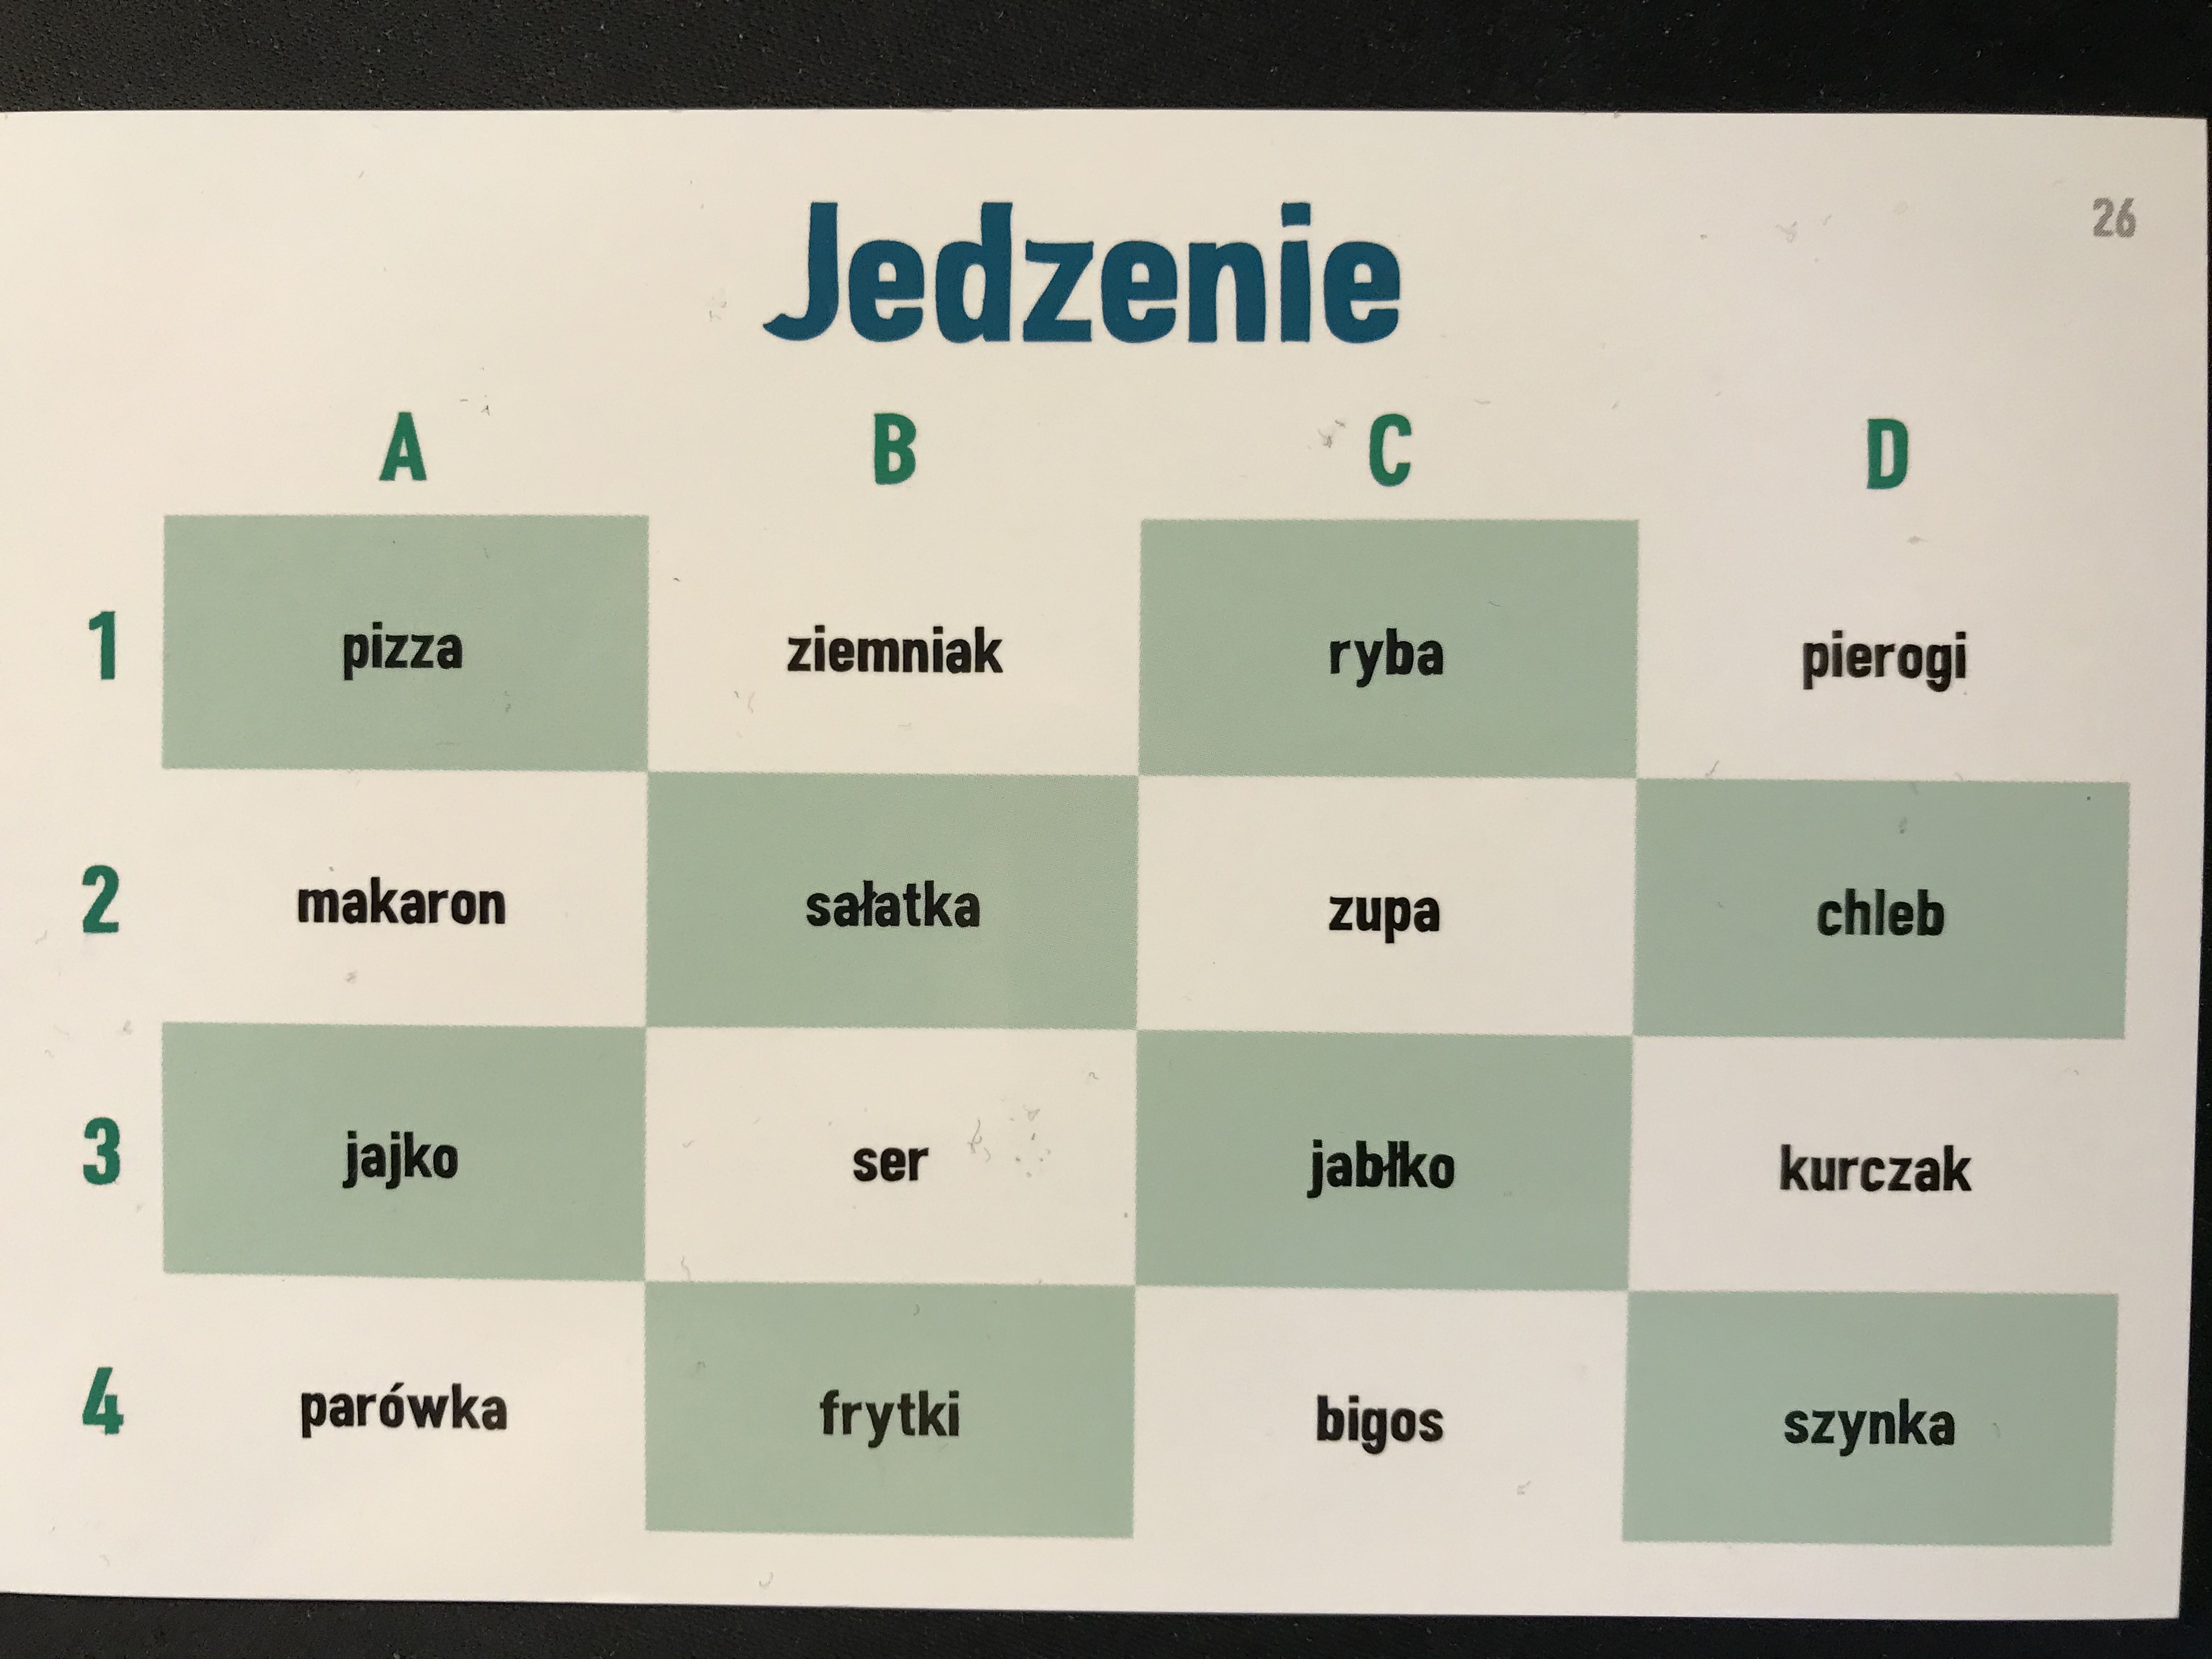 26
Jedzenie
A B C D
1 pizza ziemniak ryba pierogi
2 makaron sałatka zupa chleb
3 jajko ser jabłko kurczak
4 parówka frytki bigos szynka